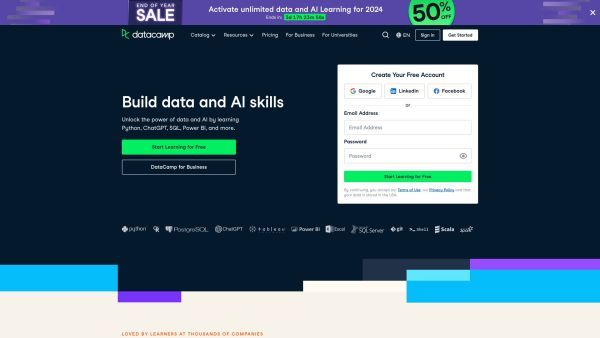 END OF YEAR
SALE
Activate unlimited data and AI Learning for 2024
Ends in: 5d 17h 23m 58s
50%
OFF
datacamp
Catalog
Resources
Pricing
For Business
For Universities
EN
Sign In
Get Started
Build data and AI skills
Unlock the power of data and AI by learning
Python, ChatGPT, SQL, Power BI, and more.
Start Learning for Free
DataCamp for Business
Create Your Free Account
Google
LinkedIn
Facebook
or
Email Address
Email Address
Password
Password
Start Learning for Free
By continuing, you accept our Terms of Use, our Privacy Policy and that
your data is stored in the USA.
python
R
PostgreSQL
ChatGPT
tableau
Power BI
Excel
SQL Server
git
Shell
Scala
LOVED BY LEARNERS AT THOUSANDS OF COMPANIES